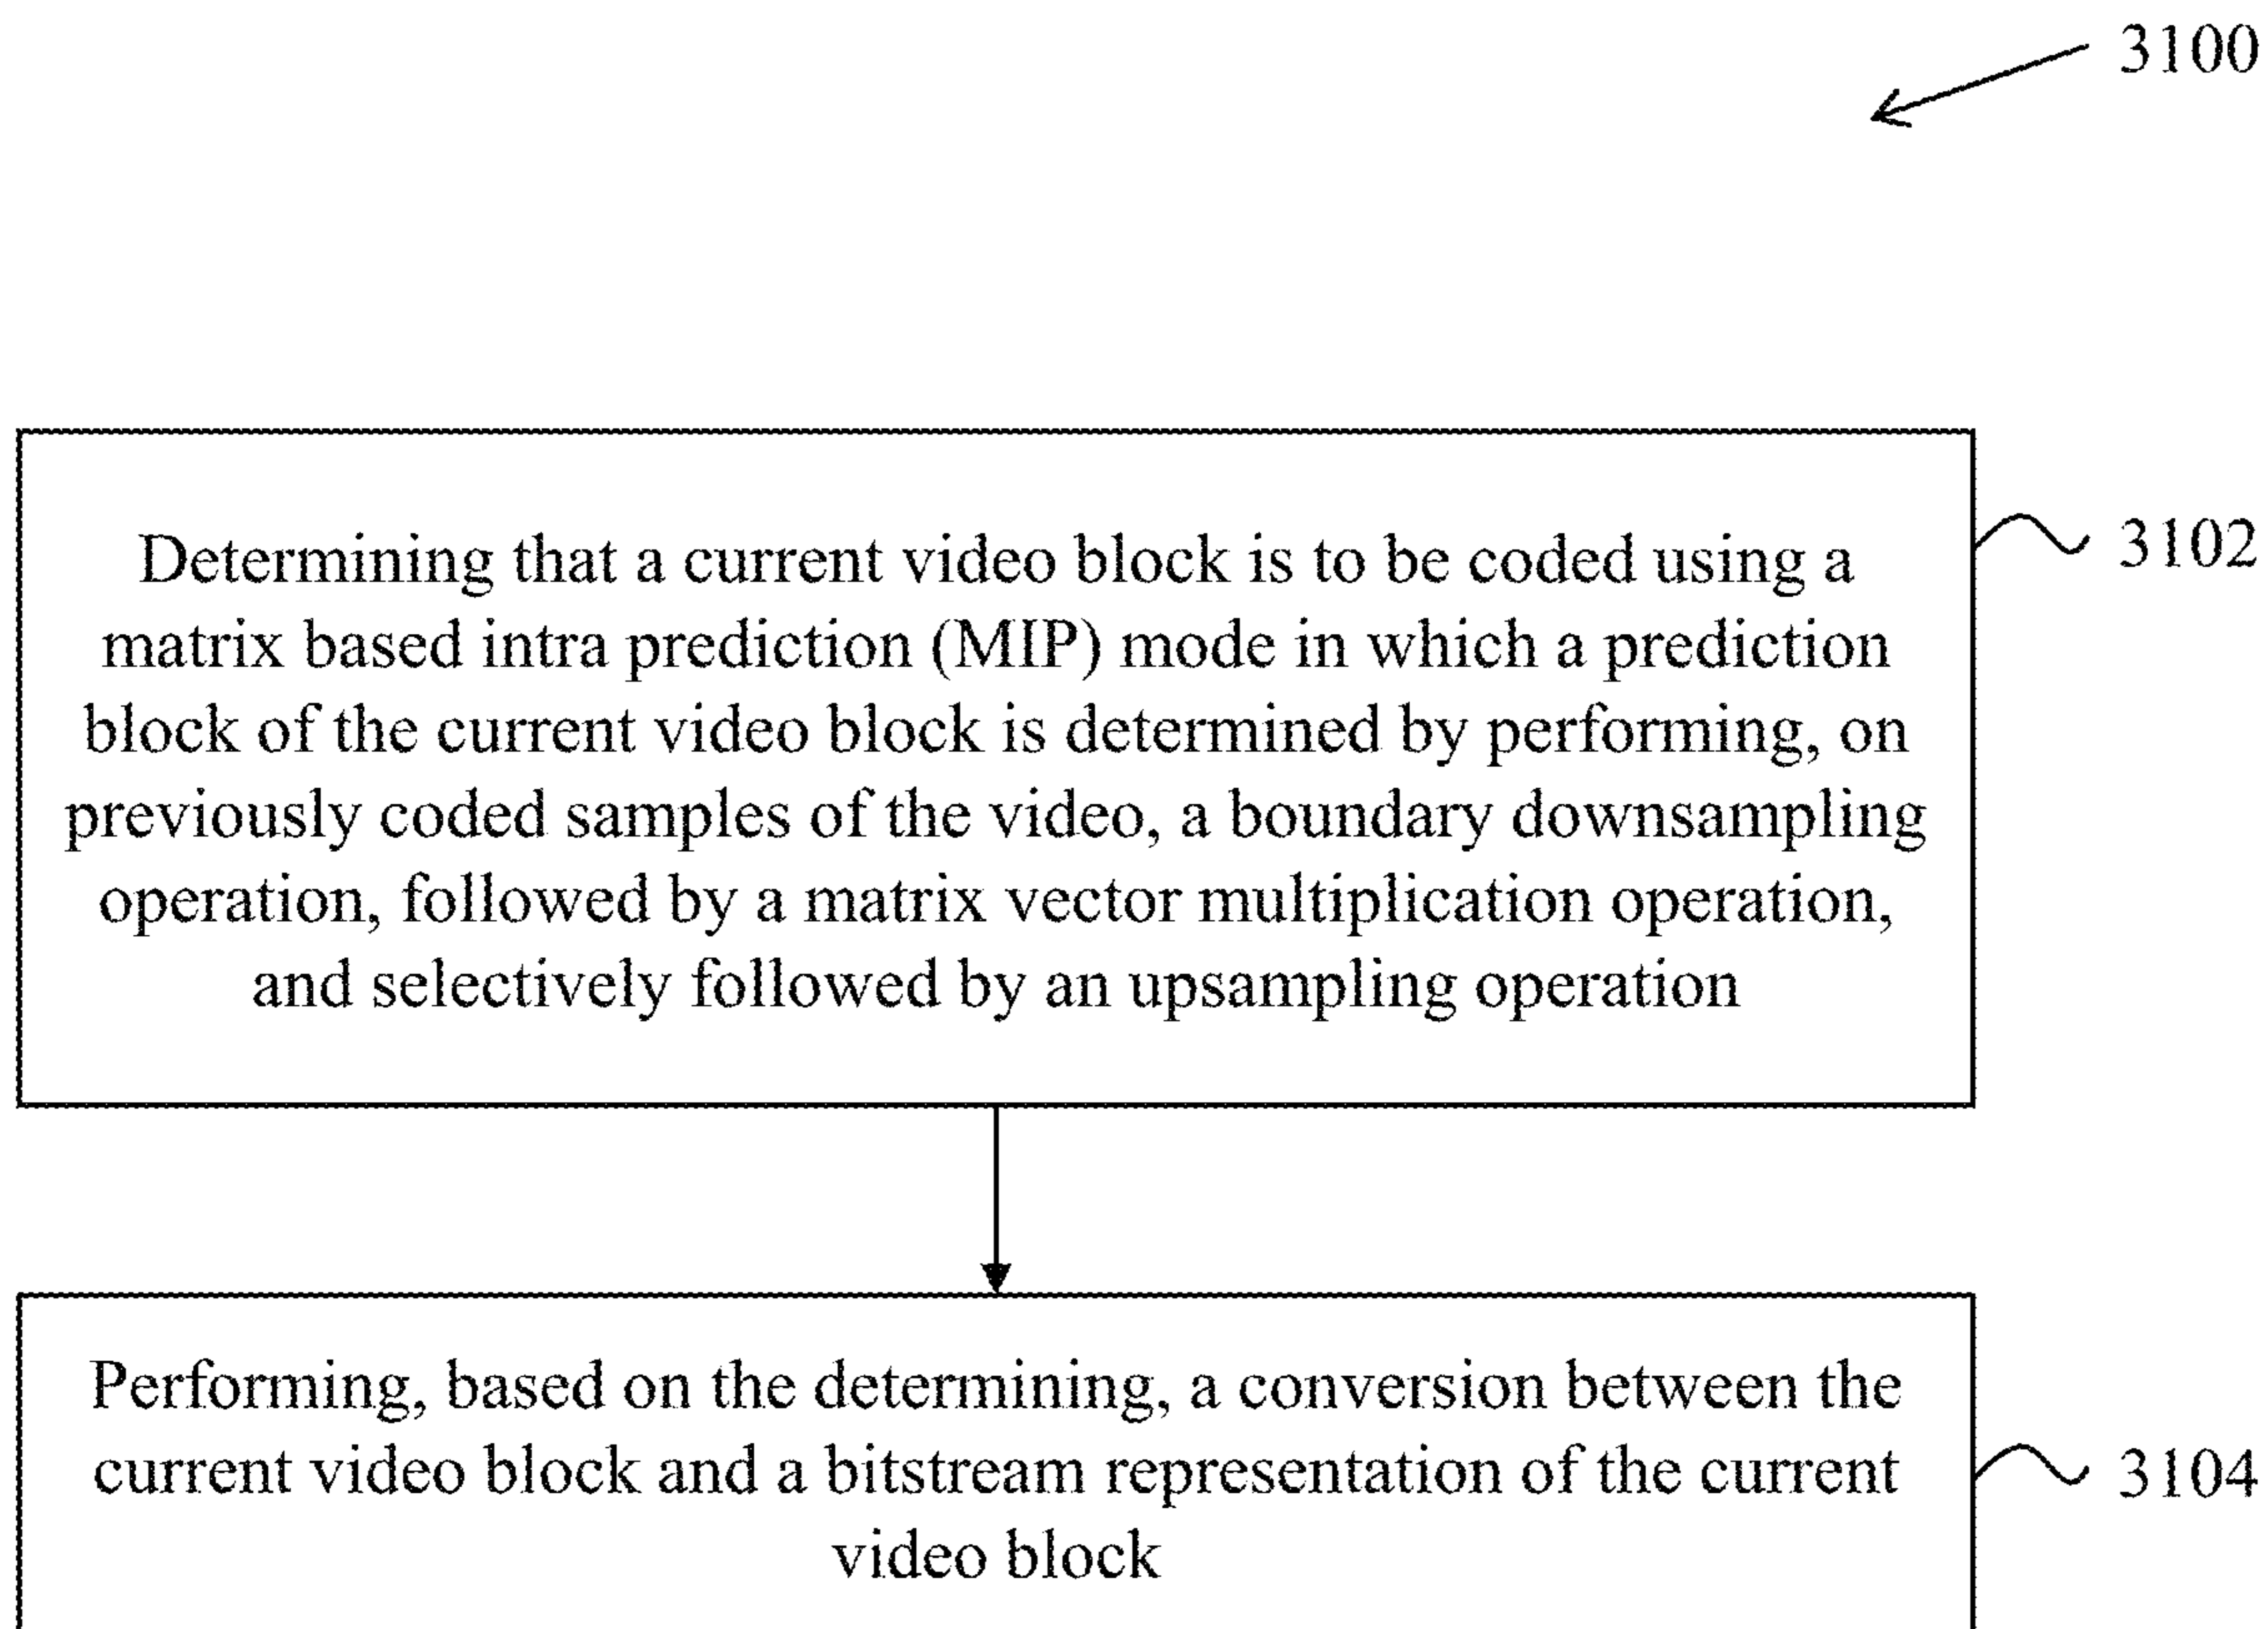 3100
Determining that a current video block is to be coded using a
matrix based intra prediction (MIP) mode in which a prediction
block of the current video block is determined by performing, on
previously coded samples of the video, a boundary downsampling
operation, followed by a matrix vector multiplication operation,
and selectively followed by an upsampling operation
3102
Performing, based on the determining, a conversion between the
current video block and a bitstream representation of the current
video block
3104